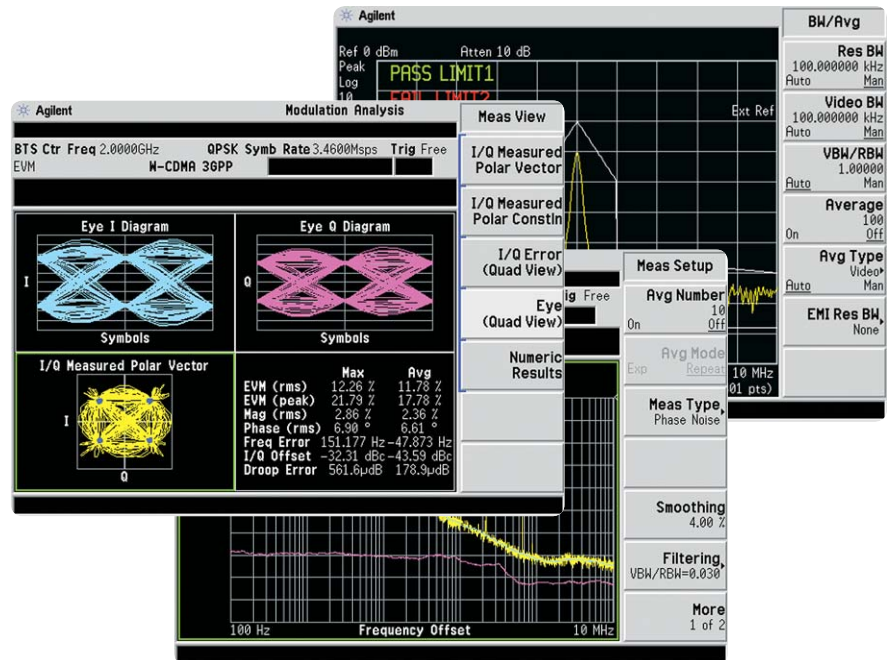 Agilent
BW/Avg
Ref 0 dBm Atten 10 dB
Peak
Log
10
PASS LIMIT1
FAIL LIMIT2
Ext Ref
Res BW
100.000000 kHz
Auto Man
Video BW
100.000000 kHz
Auto Man
VBW/RBW
1.00000
Auto Man
Average
100
On Off
Avg Type
Video
Auto Man
EMI Res BW
None
10 MHz
01 pts)
Agilent Modulation Analysis
Meas View
BTS Ctr Freq 2.0000GHz QPSK Symb Rate 3.4600Msps Trig Free
EVM W-CDMA 3GPP
I/Q Measured
Polar Vector
I/Q Measured
Polar Constln
I/Q Error
(Quad View)
Eye
(Quad View)
Numeric
Results
Eye I Diagram
I
Symbols
Eye Q Diagram
Q
Symbols
I/Q Measured Polar Vector
I
Q
Max Avg
EVM (rms) 12.26 % 11.78 %
EVM (peak) 21.79 % 17.78 %
Mag (rms) 2.86 % 2.36 %
Phase (rms) 6.90 ° 6.61 °
Freq Error 151.177 Hz -47.873 Hz
I/Q Offset -32.31 dBc -43.59 dBc
Droop Error 561.6µdB 178.9µdB
ig Free
Meas Setup
Avg Number
10
On Off
Avg Mode
Exp Repeat
Meas Type
Phase Noise
Smoothing
4.00 %
Filtering
VBW/RBW=0.030
More
1 of 2
100 Hz Frequency Offset 10 MHz